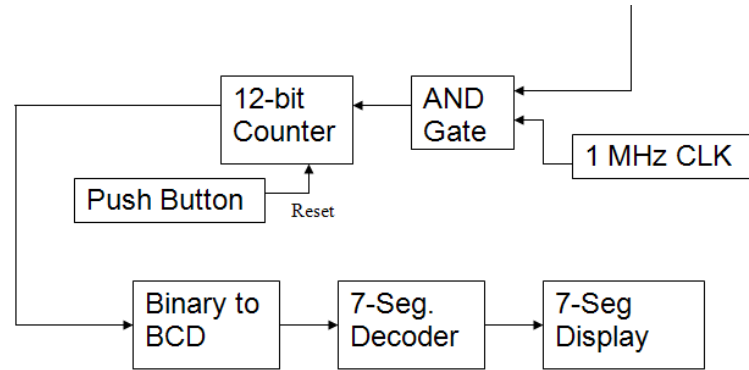 12-bit
Counter
AND
Gate
1 MHz CLK
Push Button
Reset
Binary to
BCD
7-Seg.
Decoder
7-Seg
Display